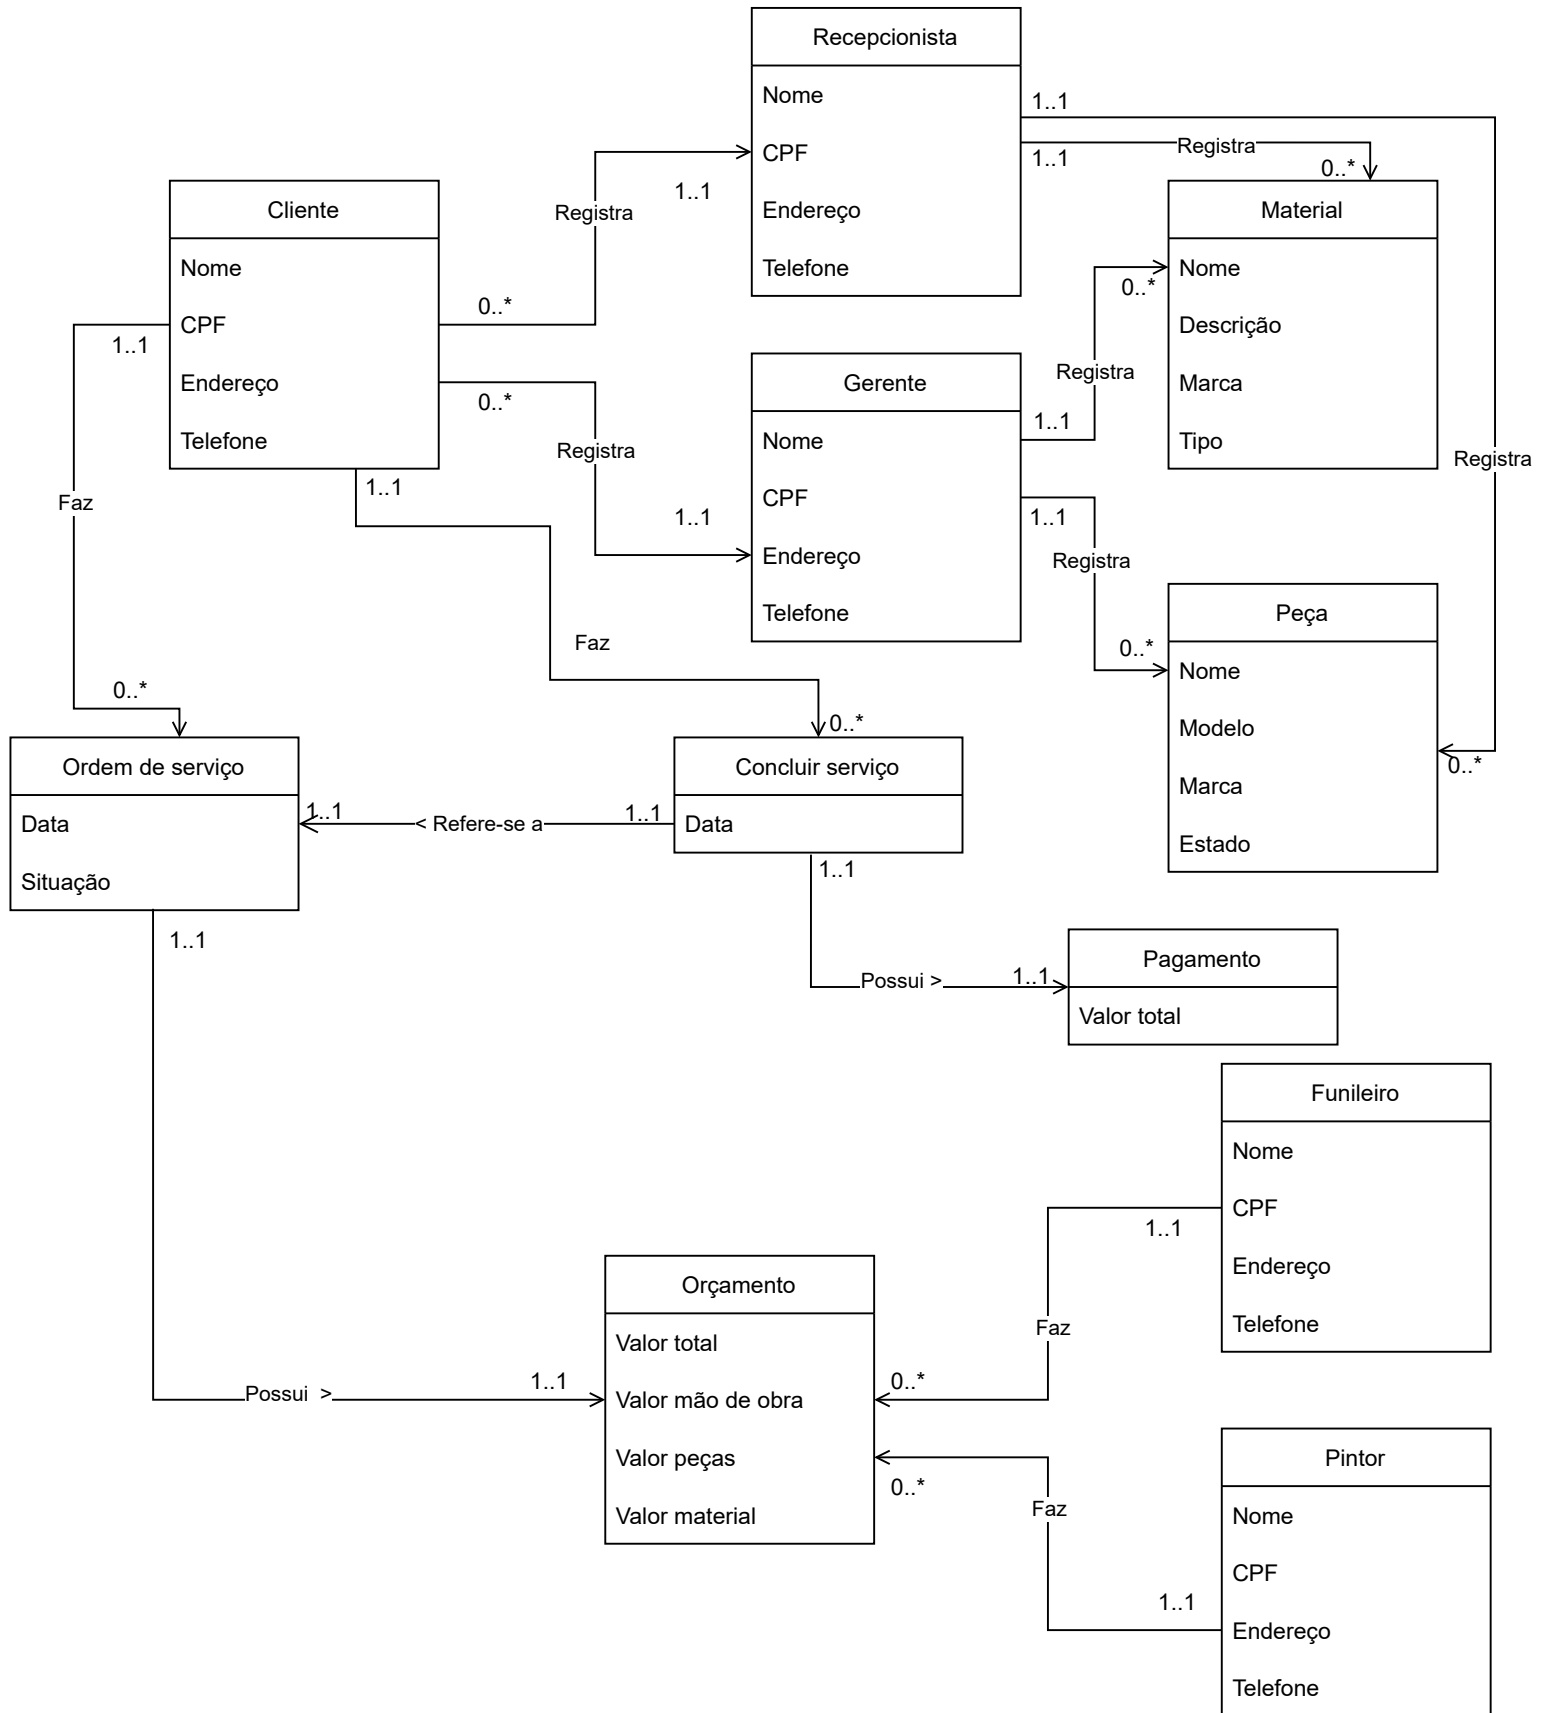 Recepcionista
Nome
CPF
Endereço
Telefone
1..1
1..1
Registra
0..*
Registra
1..1
Cliente
Nome
CPF
Endereço
Telefone
0..*
1..1
0..*
Registra
1..1
1..1
Faz
Material
Nome
Descrição
Marca
Tipo
0..*
Registra
1..1
Gerente
Nome
CPF
Endereço
Telefone
1..1
Registra
0..*
Registra
Peça
Nome
Modelo
Marca
Estado
0..*
Faz
0..*
0..*
Ordem de serviço
Data
Situação
1..1
< Refere-se a
1..1
Concluir serviço
Data
1..1
1..1
Possui >
1..1
Pagamento
Valor total
Funileiro
Nome
CPF
Endereço
Telefone
1..1
Faz
0..*
Orçamento
Valor total
Valor mão de obra
Valor peças
Valor material
Possui >
1..1
0..*
Faz
1..1
Pintor
Nome
CPF
Endereço
Telefone